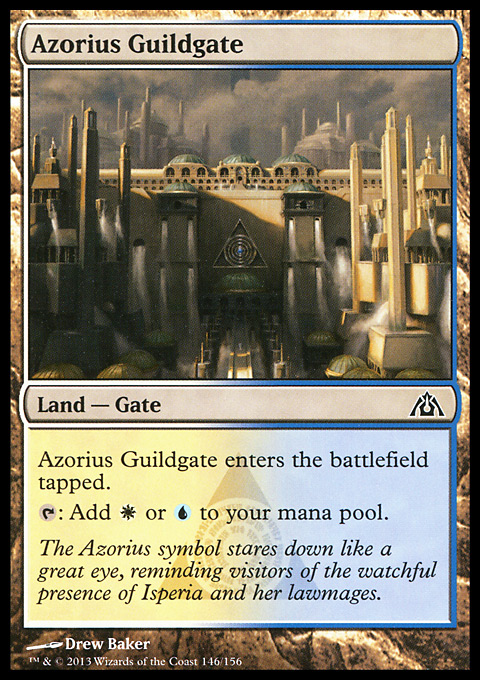 Azorius Guildgate
Land — Gate
Azorius Guildgate enters the battlefield
tapped.
: Add or to your mana pool.
The Azorius symbol stares down like a
great eye, reminding visitors of the watchful
presence of Isperia and her lawmages.
Drew Baker
™ & © 2013 Wizards of the Coast 146/156